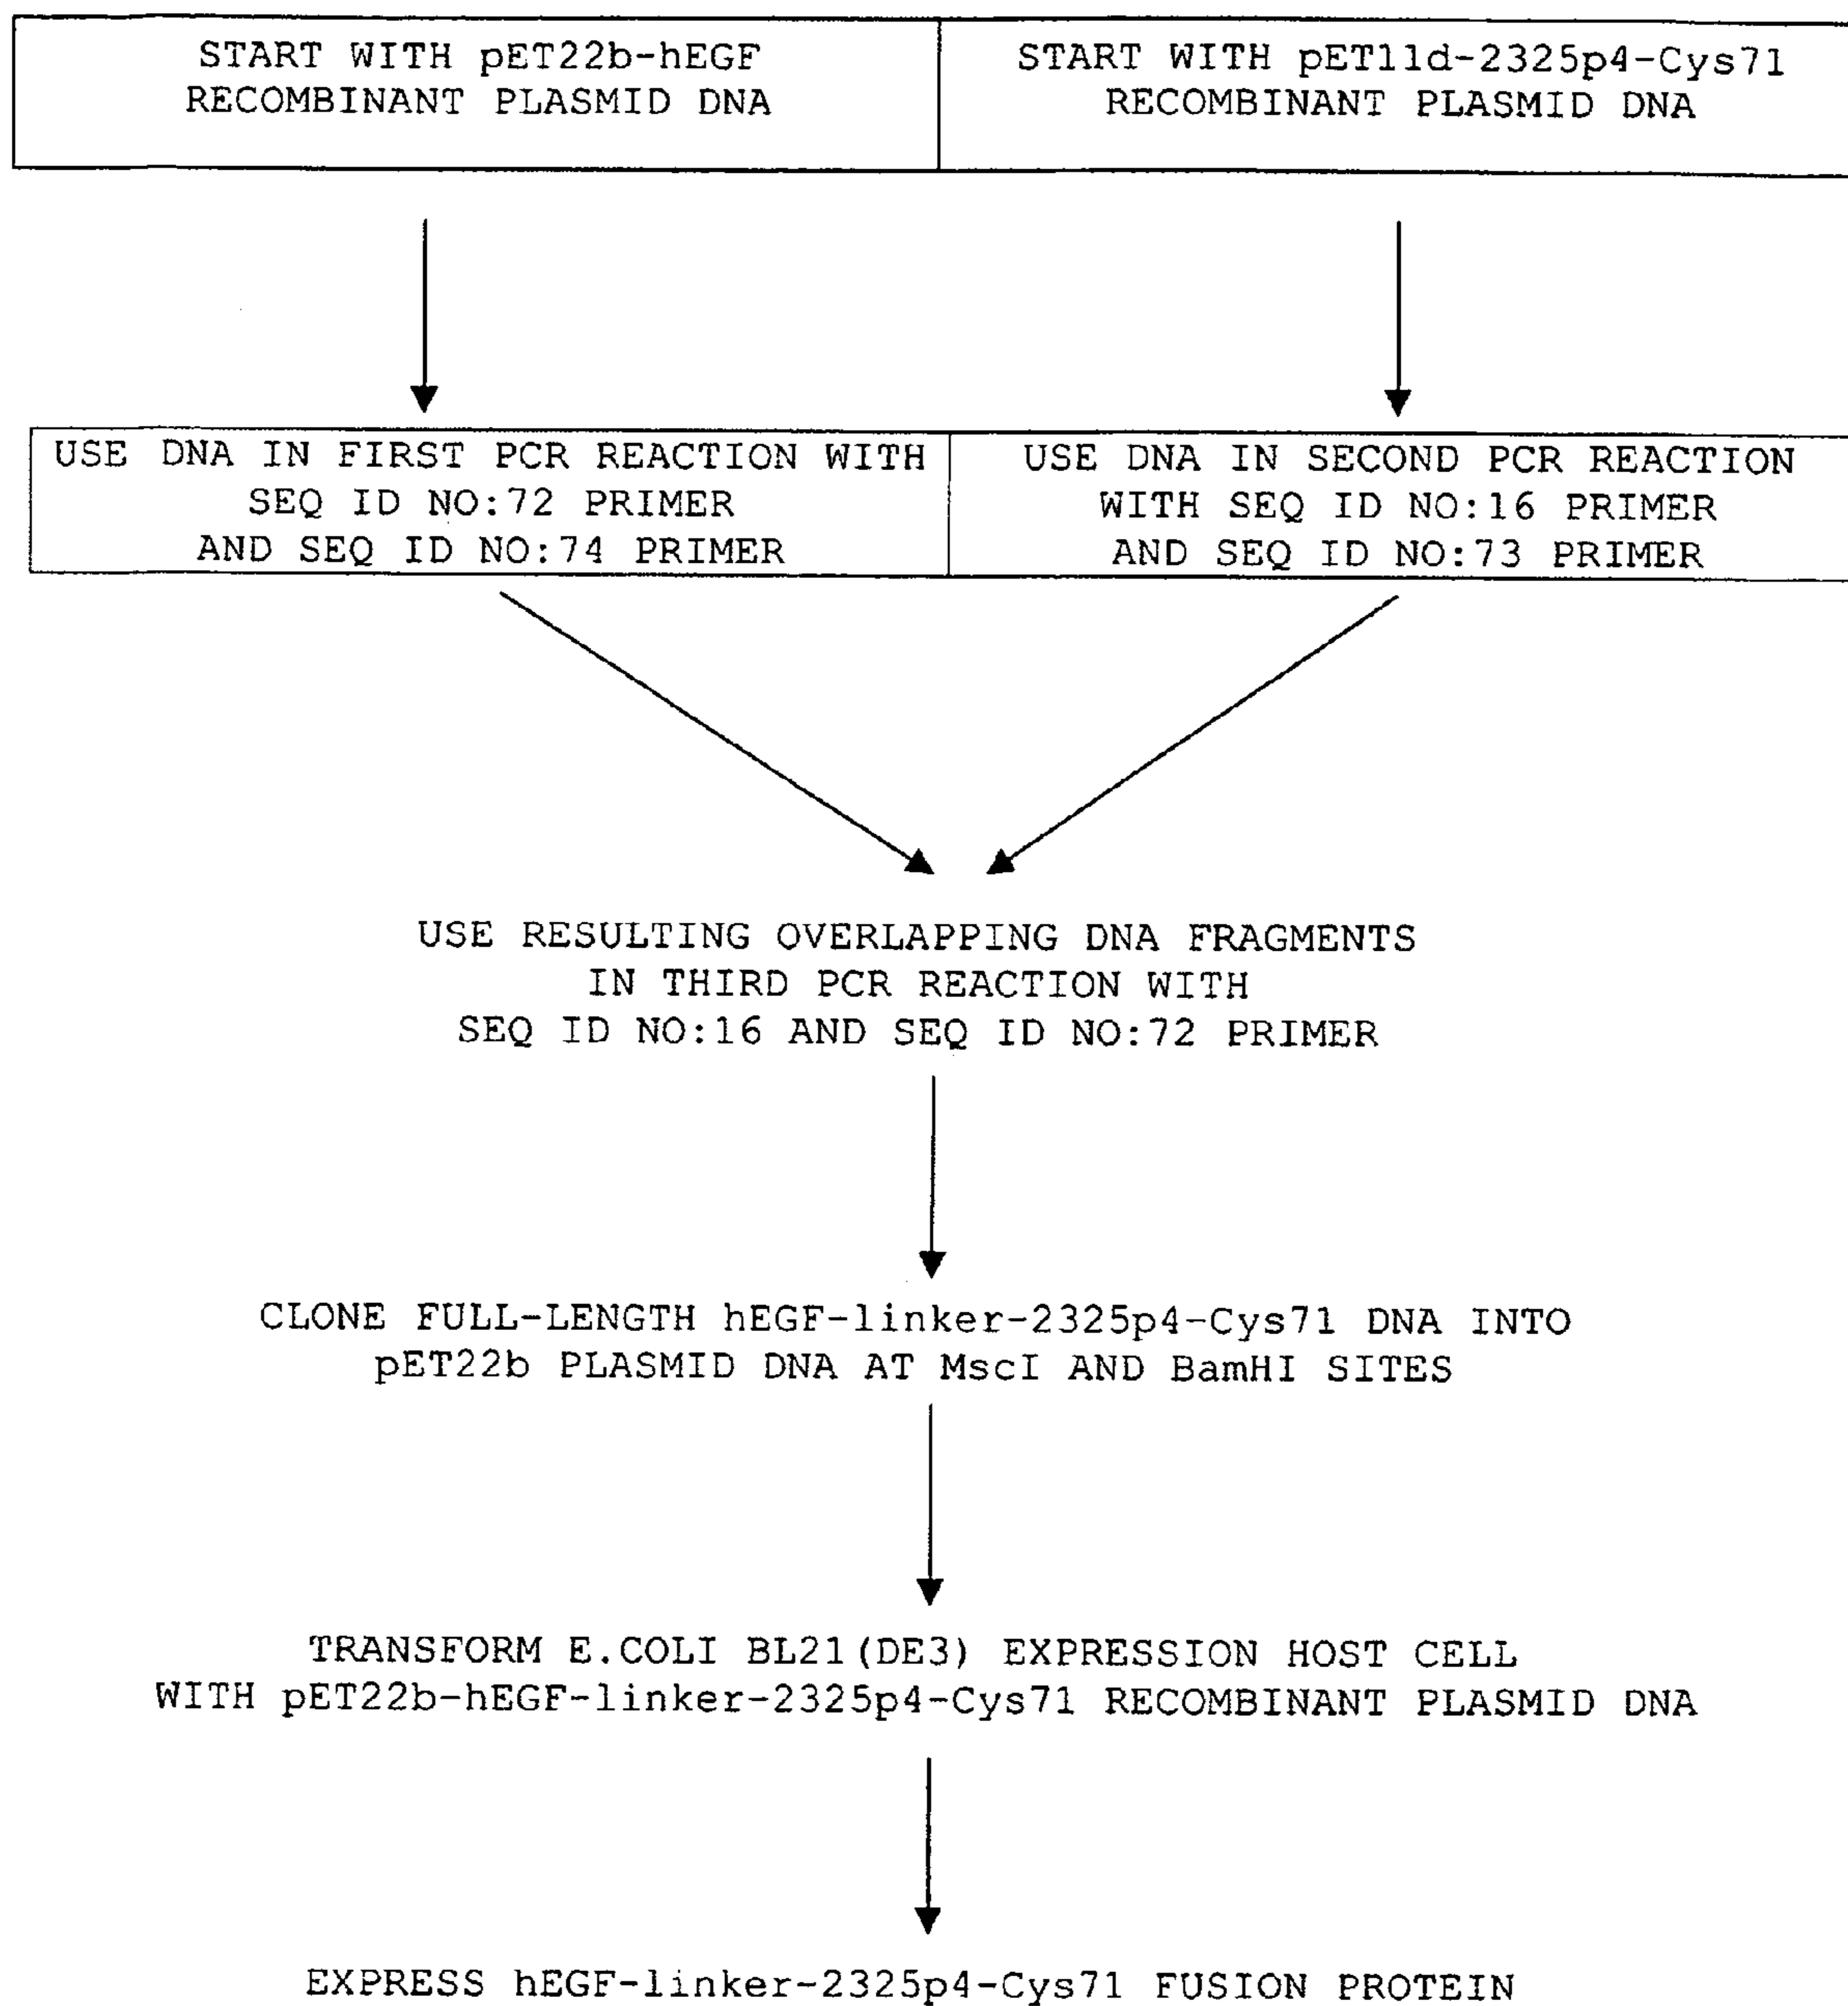 START WITH pET22b-hEGF
RECOMBINANT PLASMID DNA
START WITH pET11d-2325p4-Cys71
RECOMBINANT PLASMID DNA
USE DNA IN FIRST PCR REACTION WITH
SEQ ID NO:72 PRIMER
AND SEQ ID NO:74 PRIMER
USE DNA IN SECOND PCR REACTION
WITH SEQ ID NO:16 PRIMER
AND SEQ ID NO:73 PRIMER
USE RESULTING OVERLAPPING DNA FRAGMENTS
IN THIRD PCR REACTION WITH
SEQ ID NO:16 AND SEQ ID NO:72 PRIMER
CLONE FULL-LENGTH hEGF-linker-2325p4-Cys71 DNA INTO
pET22b PLASMID DNA AT MscI AND BamHI SITES
TRANSFORM E.COLI BL21(DE3) EXPRESSION HOST CELL
WITH pET22b-hEGF-linker-2325p4-Cys71 RECOMBINANT PLASMID DNA
EXPRESS hEGF-linker-2325p4-Cys71 FUSION PROTEIN